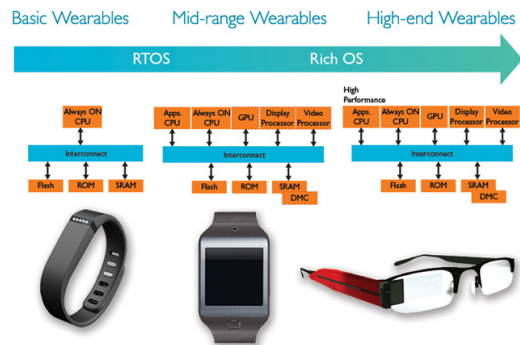 Basic Wearables
Mid-range Wearables
High-end Wearables
RTOS
Rich OS
Always ON
CPU
Interconnect
Flash
ROM
SRAM
Apps.
CPU
Always ON
CPU
GPU
Display
Processor
Video
Processor
Interconnect
Flash
ROM
SRAM
DMC
High
Performance
Apps.
CPU
Always ON
CPU
GPU
Display
Processor
Video
Processor
Interconnect
Flash
ROM
SRAM
DMC